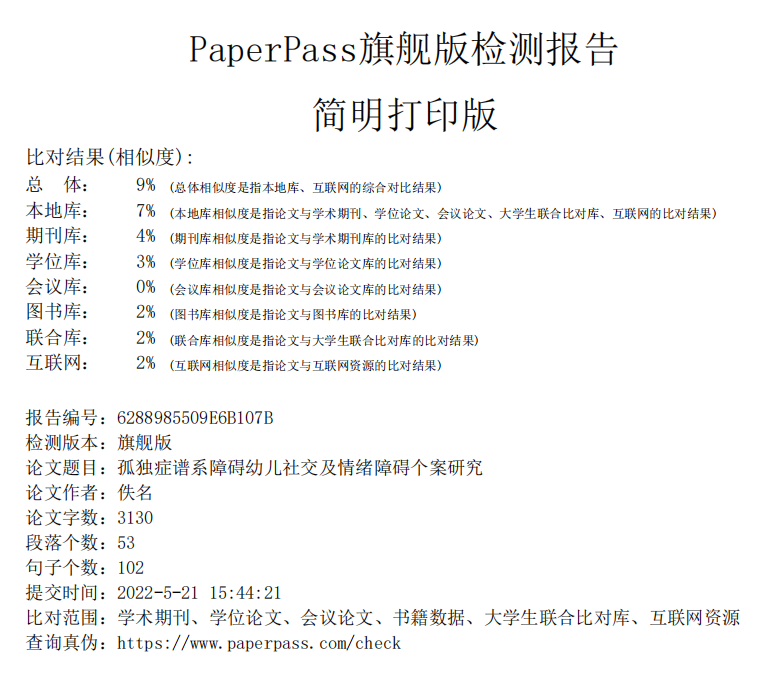 PaperPass旗舰版检测报告
简明打印版
比对结果(相似度):
总　体： 9% (总体相似度是指本地库、互联网的综合对比结果)
本地库： 7% (本地库相似度是指论文与学术期刊、学位论文、会议论文、大学生联合比对库、互联网的比对结果)
期刊库： 4% (期刊库相似度是指论文与学术期刊库的比对结果)
学位库： 3% (学位库相似度是指论文与学位论文库的比对结果)
会议库： 0% (会议库相似度是指论文与会议论文库的比对结果)
图书库： 2% (图书库相似度是指论文与图书库的比对结果)
联合库： 2% (联合库相似度是指论文与大学生联合比对库的比对结果)
互联网： 2% (互联网相似度是指论文与互联网资源的比对结果)
报告编号：6288985509E6B107B
检测版本：旗舰版
论文题目：孤独症谱系障碍幼儿社交及情绪障碍个案研究
论文作者：佚名
论文字数：3130
段落个数：53
句子个数：102
提交时间：2022-5-21 15:44:21
比对范围：学术期刊、学位论文、会议论文、书籍数据、大学生联合比对库、互联网资源
查询真伪：https://www.paperpass.com/check